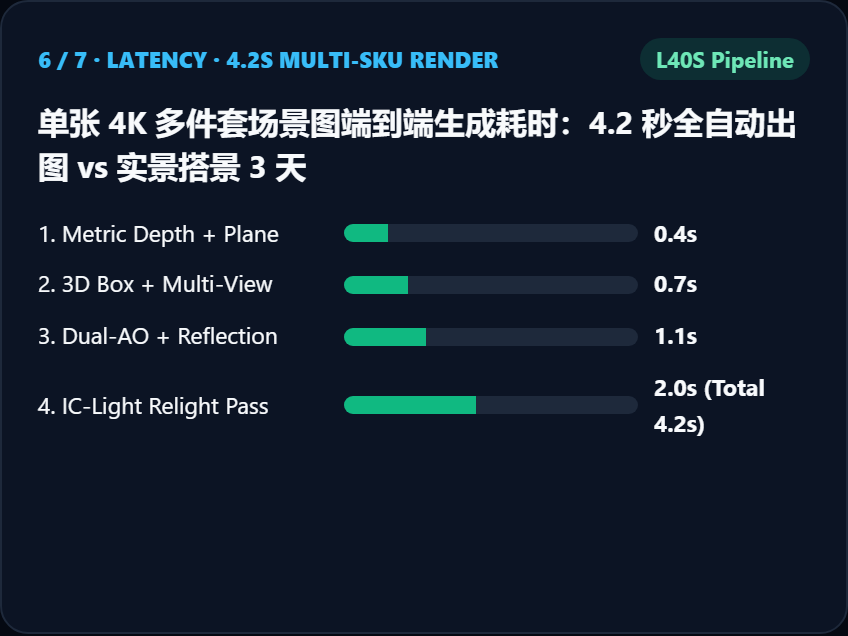 6 / 7 · LATENCY · 4.2S MULTI-SKU RENDER
L40S Pipeline
单张 4K 多件套场景图端到端生成耗时：4.2 秒全自动出
图 vs 实景搭景 3 天
1. Metric Depth + Plane
0.4s
2. 3D Box + Multi-View
0.7s
3. Dual-AO + Reflection
1.1s
4. IC-Light Relight Pass
2.0s (Total
4.2s)